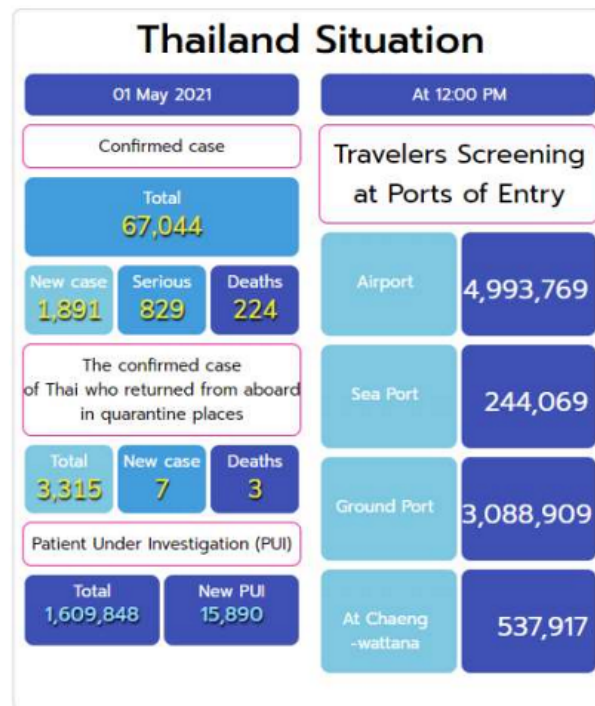 Thailand Situation
01 May 2021
At 12:00 PM
Confirmed case
Total
67,044
New case
1,891
Serious
829
Deaths
224
The confirmed case
of Thai who returned from aboard
in quarantine places
Total
3,315
New case
7
Deaths
3
Patient Under Investigation (PUI)
Total
1,609,848
New PUI
15,890
Travelers Screening
at Ports of Entry
Airport
4,993,769
Sea Port
244,069
Ground Port
3,088,909
At Chaeng
-wattana
537,917